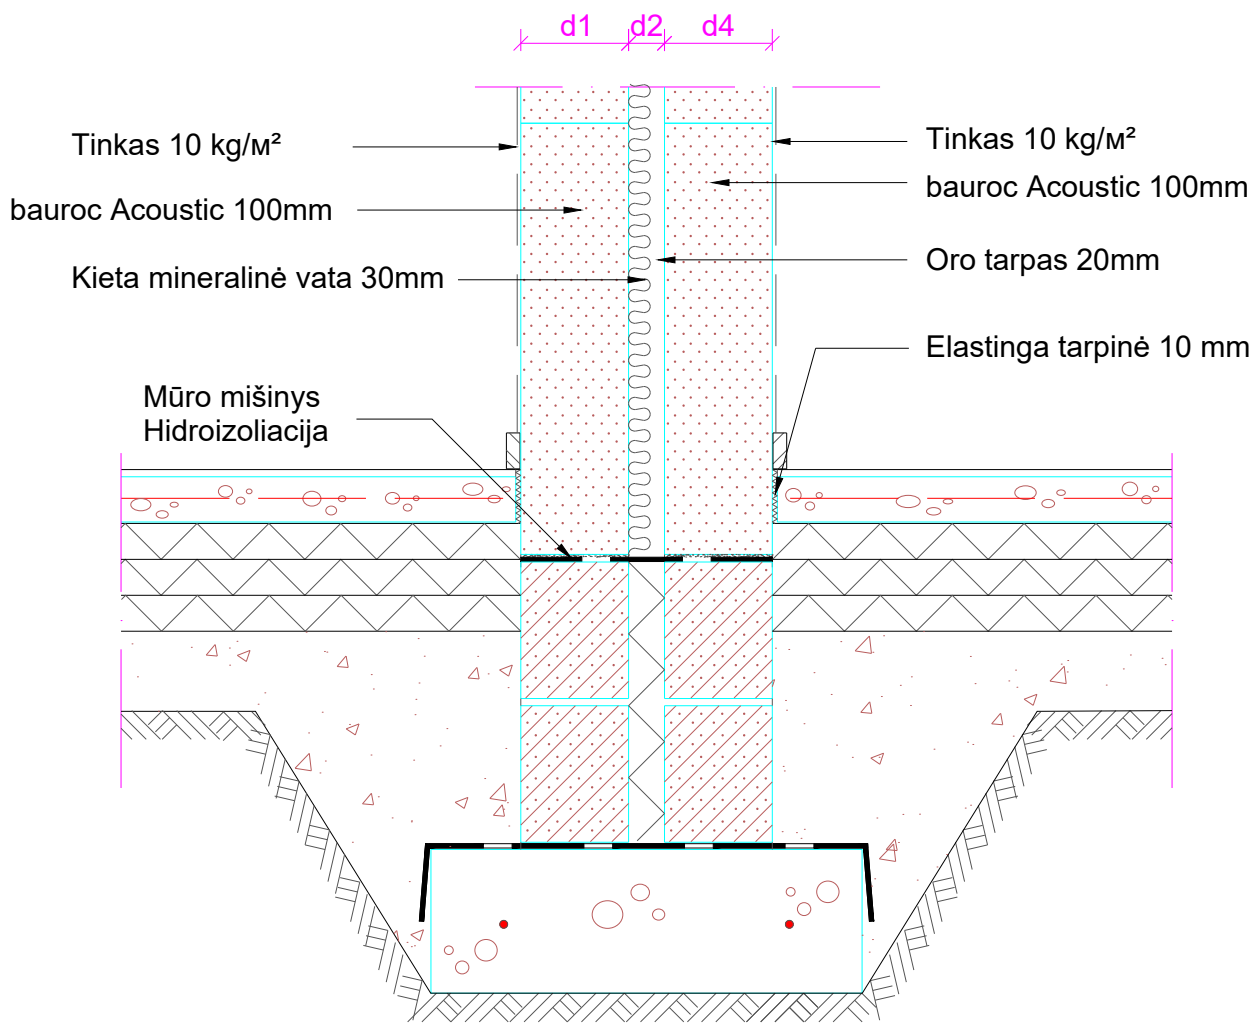 d1 d2 d4
Tinkas 10 kg/м²
bauroc Acoustic 100mm
Kieta mineralinė vata 30mm
Mūro mišinys
Hidroizoliacija
Tinkas 10 kg/м²
bauroc Acoustic 100mm
Oro tarpas 20mm
Elastinga tarpinė 10 mm